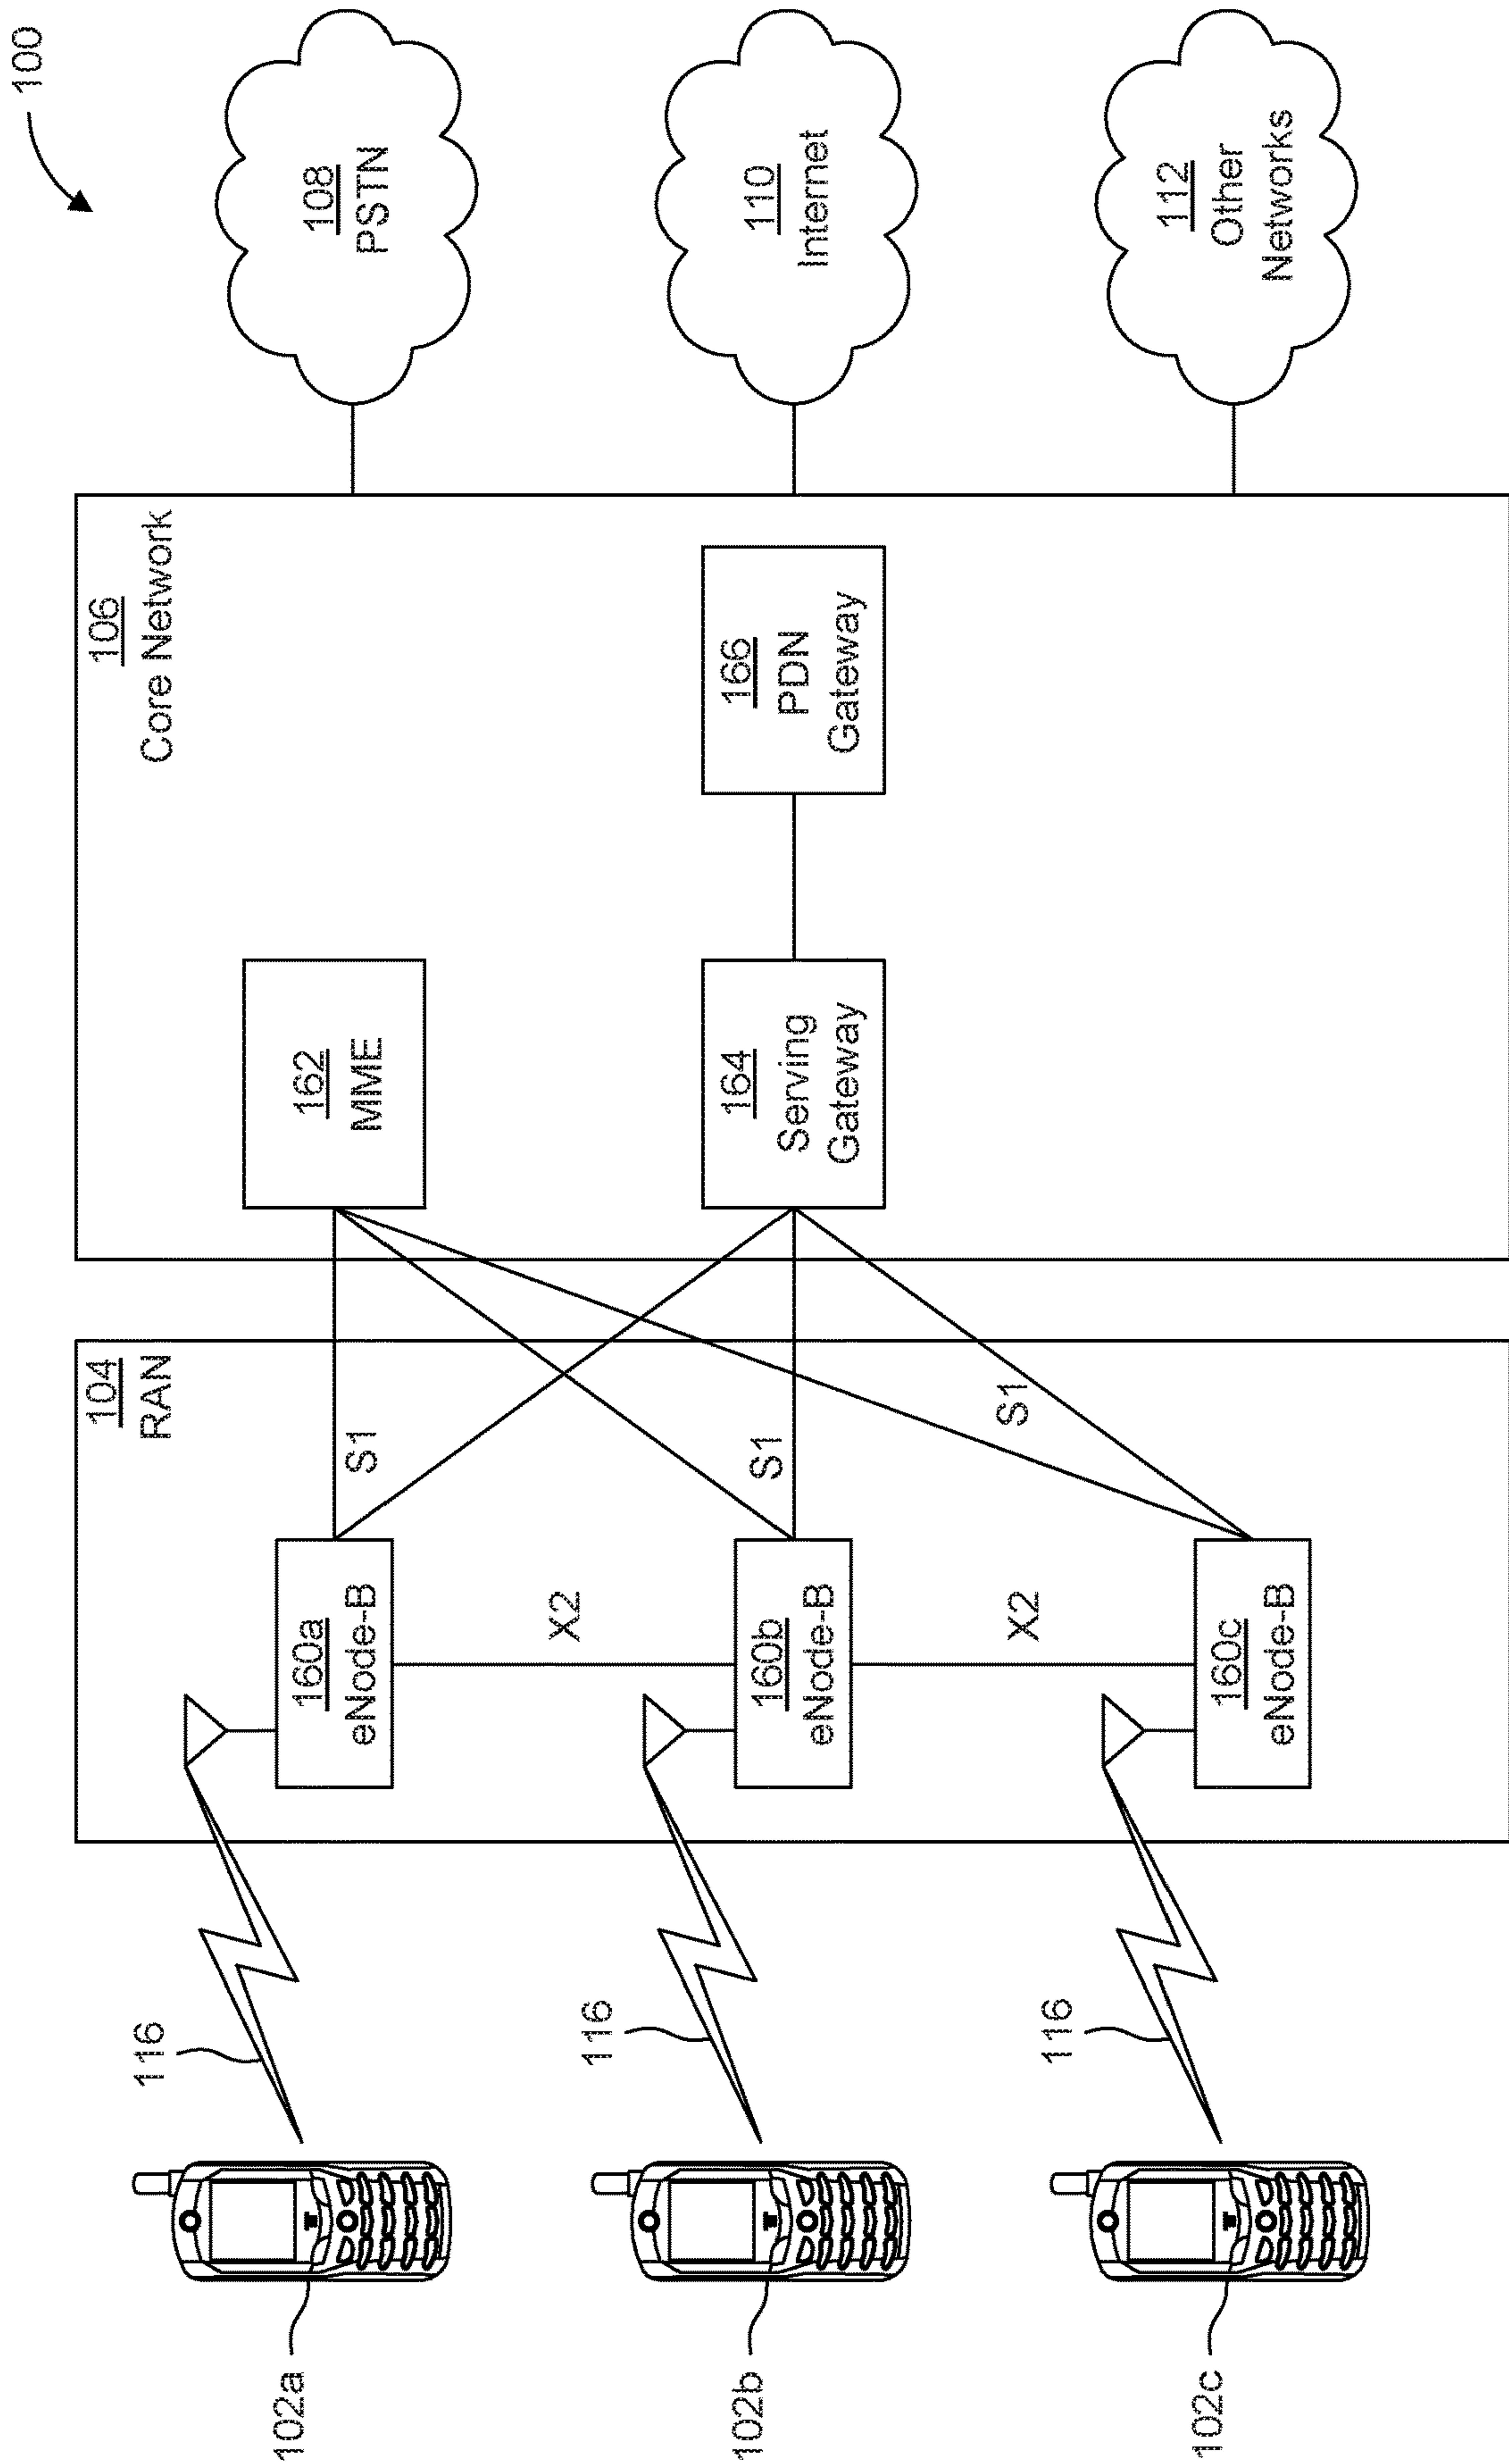 100
102a
102b
102c
116
116
116
104
RAN
160a
eNode-B
160b
eNode-B
160c
eNode-B
X2
X2
S1
S1
S1
106
Core Network
162
MME
164
Serving
Gateway
166
PDN
Gateway
108
PSTN
110
Internet
112
Other
Networks